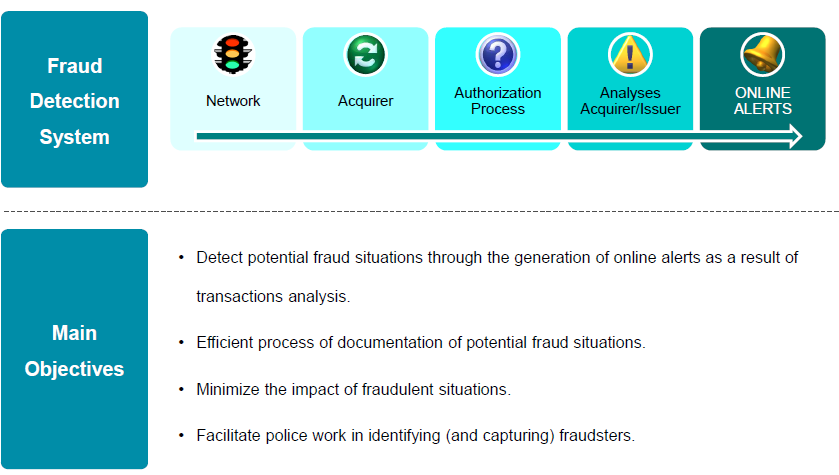 Fraud
Detection
System
Network
Acquirer
Authorization
Process
Analyses
Acquirer/Issuer
ONLINE
ALERTS
Main
Objectives
• Detect potential fraud situations through the generation of online alerts as a result of
transactions analysis.
• Efficient process of documentation of potential fraud situations.
• Minimize the impact of fraudulent situations.
• Facilitate police work in identifying (and capturing) fraudsters.